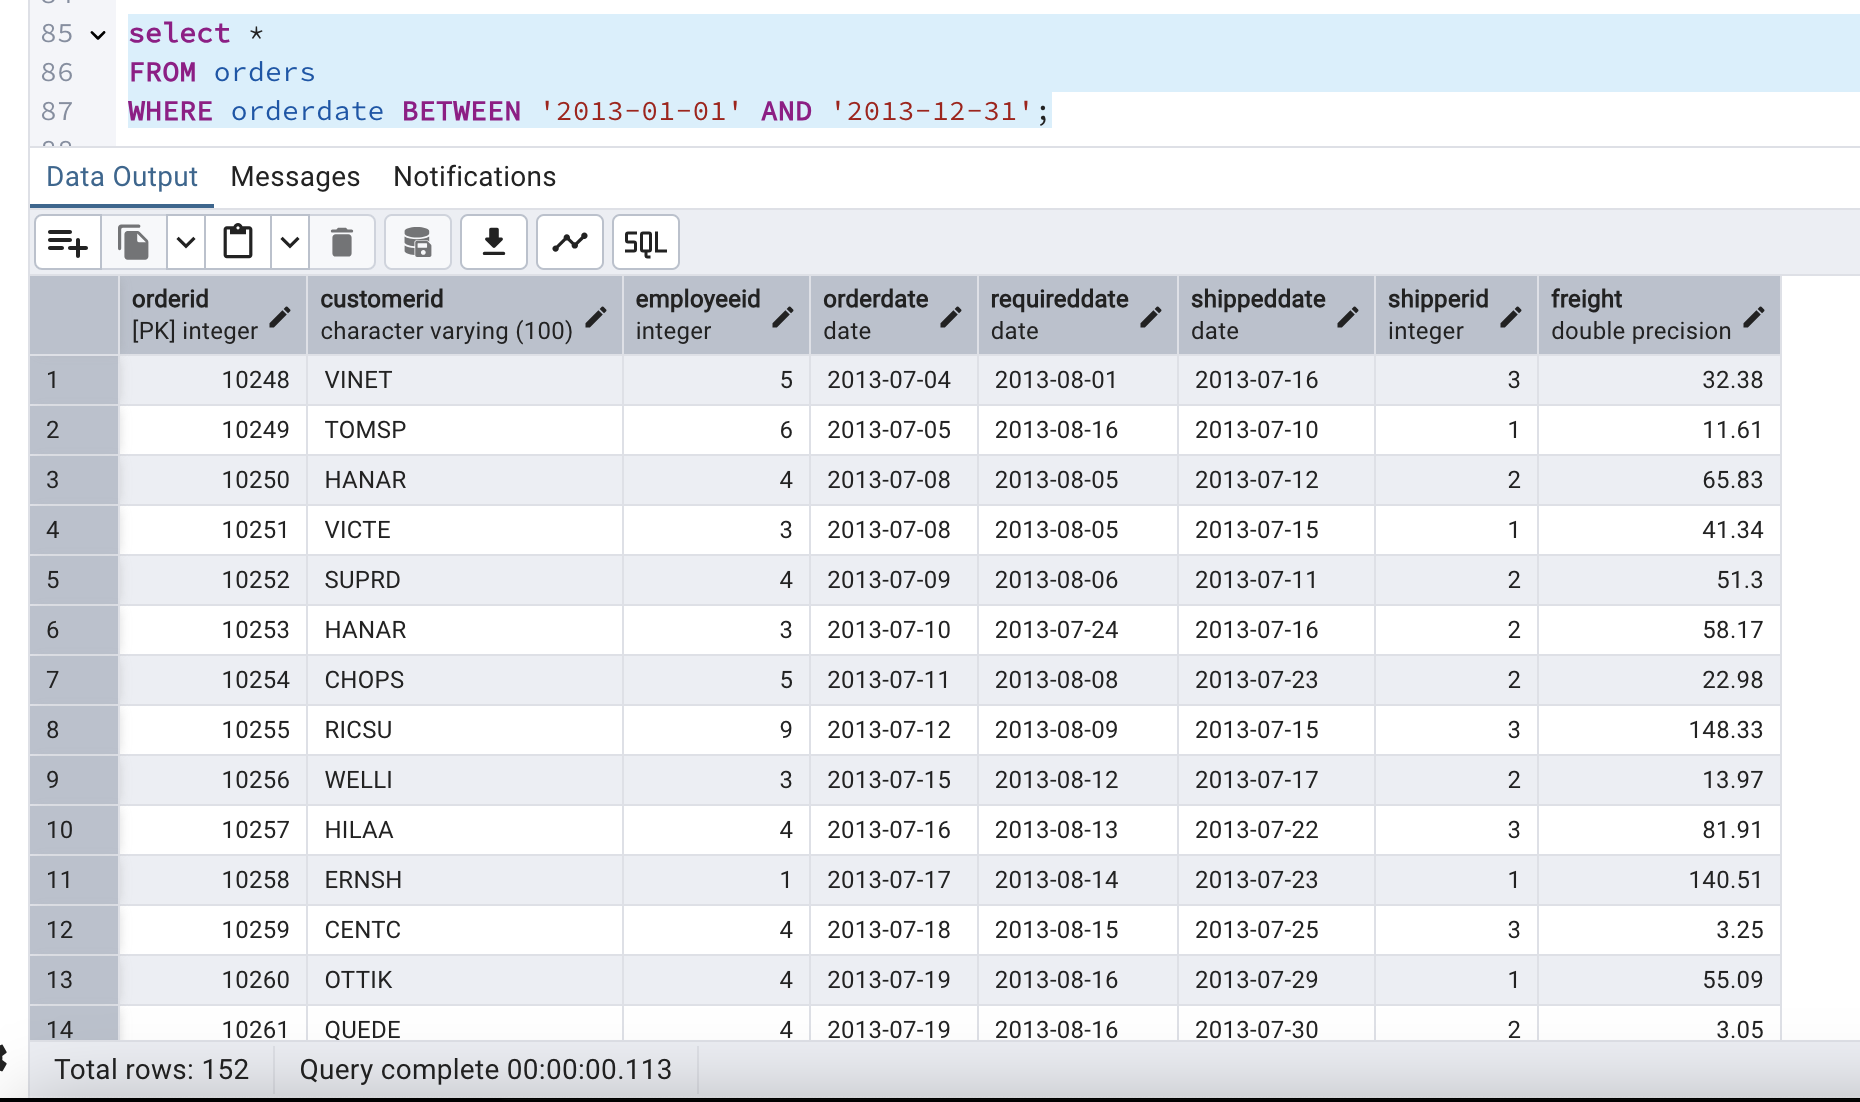 85 select *
86 FROM orders
87 WHERE orderdate BETWEEN '2013-01-01' AND '2013-12-31';
Data Output Messages Notifications
SQL
orderid customerid employeeid orderdate requireddate shippeddate shipperid freight
[PK] integer character varying (100) integer date date date integer double precision
1 10248 VINET 5 2013-07-04 2013-08-01 2013-07-16 3 32.38
2 10249 TOMSP 6 2013-07-05 2013-08-16 2013-07-10 1 11.61
3 10250 HANAR 4 2013-07-08 2013-08-05 2013-07-12 2 65.83
4 10251 VICTE 3 2013-07-08 2013-08-05 2013-07-15 1 41.34
5 10252 SUPRD 4 2013-07-09 2013-08-06 2013-07-11 2 51.3
6 10253 HANAR 3 2013-07-10 2013-07-24 2013-07-16 2 58.17
7 10254 CHOPS 5 2013-07-11 2013-08-08 2013-07-23 2 22.98
8 10255 RICSU 9 2013-07-12 2013-08-09 2013-07-15 3 148.33
9 10256 WELLI 3 2013-07-15 2013-08-12 2013-07-17 2 13.97
10 10257 HILAA 4 2013-07-16 2013-08-13 2013-07-22 3 81.91
11 10258 ERNSH 1 2013-07-17 2013-08-14 2013-07-23 1 140.51
12 10259 CENTC 4 2013-07-18 2013-08-15 2013-07-25 3 3.25
13 10260 OTTIK 4 2013-07-19 2013-08-16 2013-07-29 1 55.09
14 10261 QUEDE 4 2013-07-19 2013-08-16 2013-07-30 2 3.05
Total rows: 152 Query complete 00:00:00.113